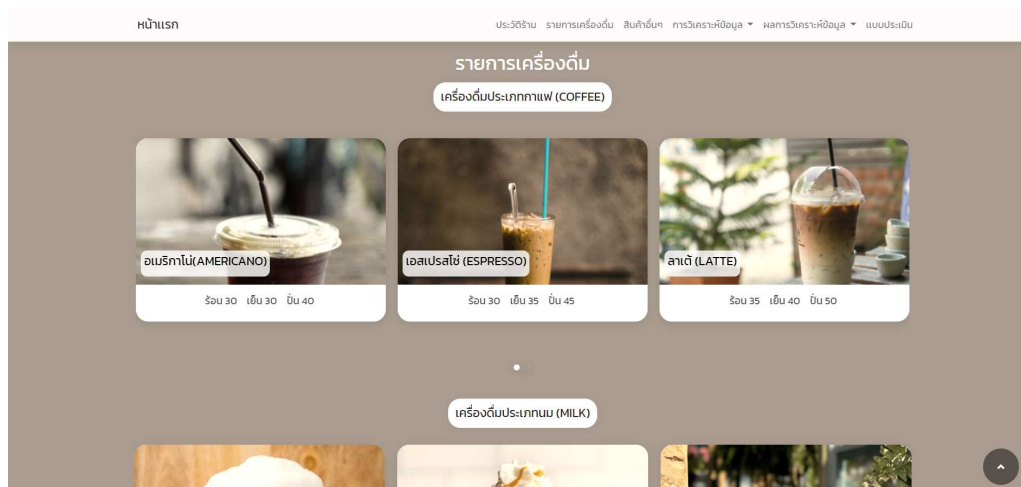 หน้าแรก
ประวัติร้าน รายการเครื่องดื่ม สินค้าอื่นๆ การวิเคราะห์ข้อมูล ผลการวิเคราะห์ข้อมูล แบบประเมิน
รายการเครื่องดื่ม
เครื่องดื่มประเภทกาแฟ (COFFEE)
อเมริกาโน่(AMERICANO)
ร้อน 30 เย็น 30 ปั่น 40
เอสเปรสโซ่ (ESPRESSO)
ร้อน 30 เย็น 35 ปั่น 45
ลาเต้ (LATTE)
ร้อน 35 เย็น 40 ปั่น 50
เครื่องดื่มประเภทนม (MILK)